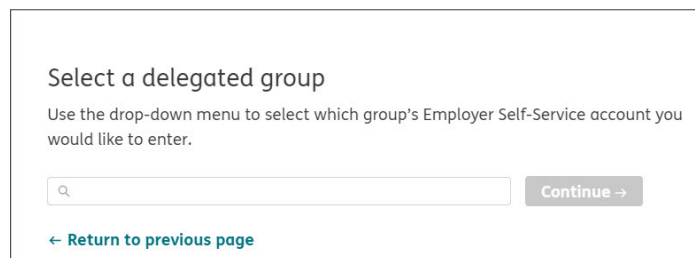 Select a delegated group
Use the drop-down menu to select which group’s Employer Self-Service account you
would like to enter.
Continue →
← Return to previous page